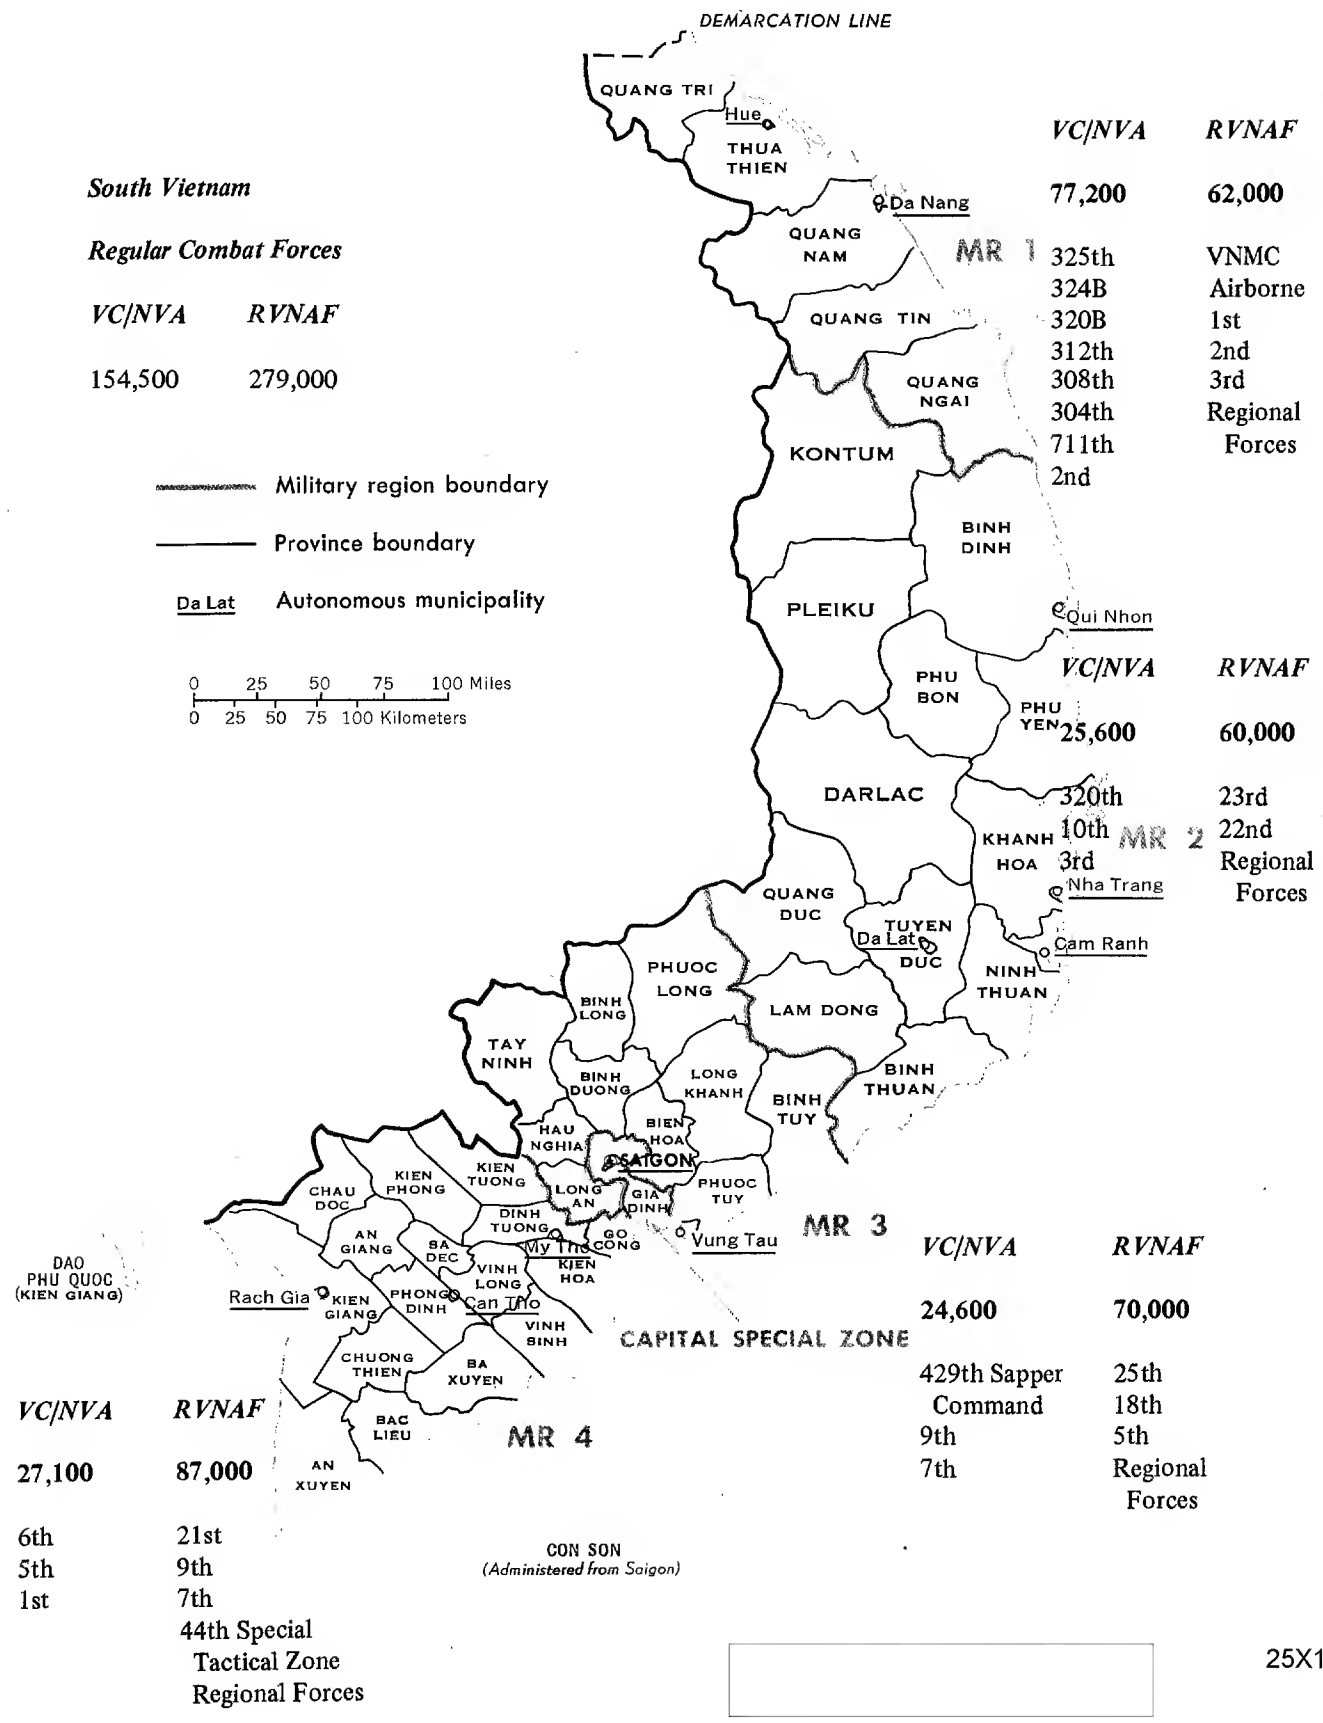 DEMARCATION LINE
QUANG TRI
Hue
THUA
THIEN
Da Nang
QUANG
NAM
MR 1
QUANG TIN
QUANG
NGAI
VC/NVA RVNAF
77,200 62,000
325th VNMC
324B Airborne
320B 1st
312th 2nd
308th 3rd
304th Regional
711th Forces
2nd
South Vietnam
Regular Combat Forces
VC/NVA RVNAF
154,500 279,000
Military region boundary
Province boundary
Da Lat Autonomous municipality
0 25 50 75 100 Miles
0 25 50 75 100 Kilometers
KONTUM
BINH
DINH
PLEIKU
Qui Nhon
PHU
BON
PHU
YEN
DARLAC
KHANH
HOA
MR 2
VC/NVA RVNAF
25,600 60,000
320th 23rd
10th 22nd
3rd Regional
Forces
Nha Trang
QUANG
DUC
TUYEN
DUC
Da Lat
Cam Ranh
NINH
THUAN
LAM DONG
BINH
THUAN
PHUOC
LONG
BINH
LONG
TAY
NINH
BINH
DUONG
LONG
KHANH
BINH
TUY
HAU
NGHIA
BIEN
HOA
SAIGON
PHUOC
TUY
GIA
DINH
LONG
AN
Vung Tau
MR 3
VC/NVA RVNAF
24,600 70,000
429th Sapper 25th
Command 18th
9th 5th
7th Regional
Forces
CAPITAL SPECIAL ZONE
KIEN
TUONG
KIEN
PHONG
CHAU
DOC
DINH
TUONG
My Tho
GO
CONG
KIEN
HOA
AN
GIANG
SA
DEC
VINH
LONG
PHONG
DINH
Can Tho
VINH
BINH
Rach Gia
KIEN
GIANG
DAO
PHU QUOC
(KIEN GIANG)
CHUONG
THIEN
BA
XUYEN
BAC
LIEU
AN
XUYEN
MR 4
VC/NVA RVNAF
27,100 87,000
6th 21st
5th 9th
1st 7th
44th Special
Tactical Zone
Regional Forces
CON SON
(Administered from Saigon)
25X1